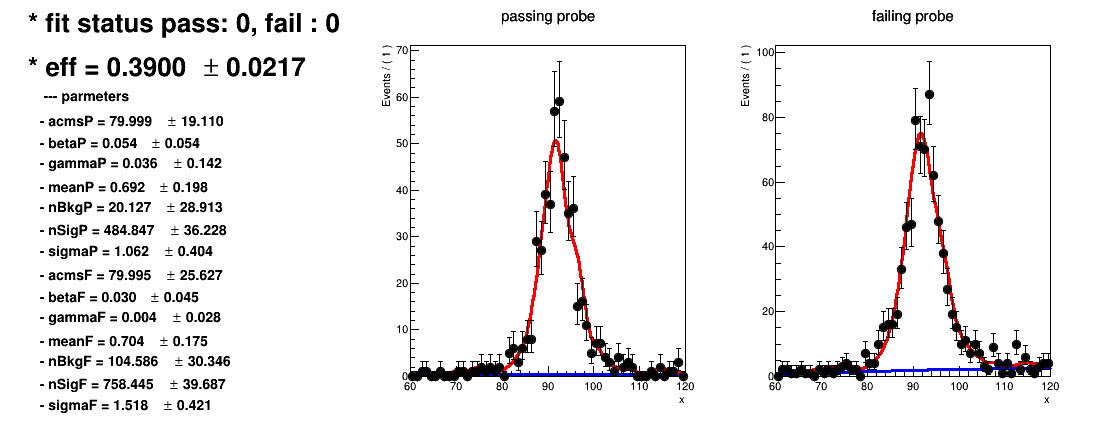 * fit status pass: 0, fail : 0
* eff = 0.3900 ± 0.0217
--- parmeters
- acmsP = 79.999 ± 19.110
- betaP = 0.054 ± 0.054
- gammaP = 0.036 ± 0.142
- meanP = 0.692 ± 0.198
- nBkgP = 20.127 ± 28.913
- nSigP = 484.847 ± 36.228
- sigmaP = 1.062 ± 0.404
- acmsF = 79.995 ± 25.627
- betaF = 0.030 ± 0.045
- gammaF = 0.004 ± 0.028
- meanF = 0.704 ± 0.175
- nBkgF = 104.586 ± 30.346
- nSigF = 758.445 ± 39.687
- sigmaF = 1.518 ± 0.421
passing probe
Events / ( 1 )
70
60
50
40
30
20
10
0
60 70 80 90 100 110 120
x
failing probe
Events / ( 1 )
100
80
60
40
20
0
60 70 80 90 100 110 120
x